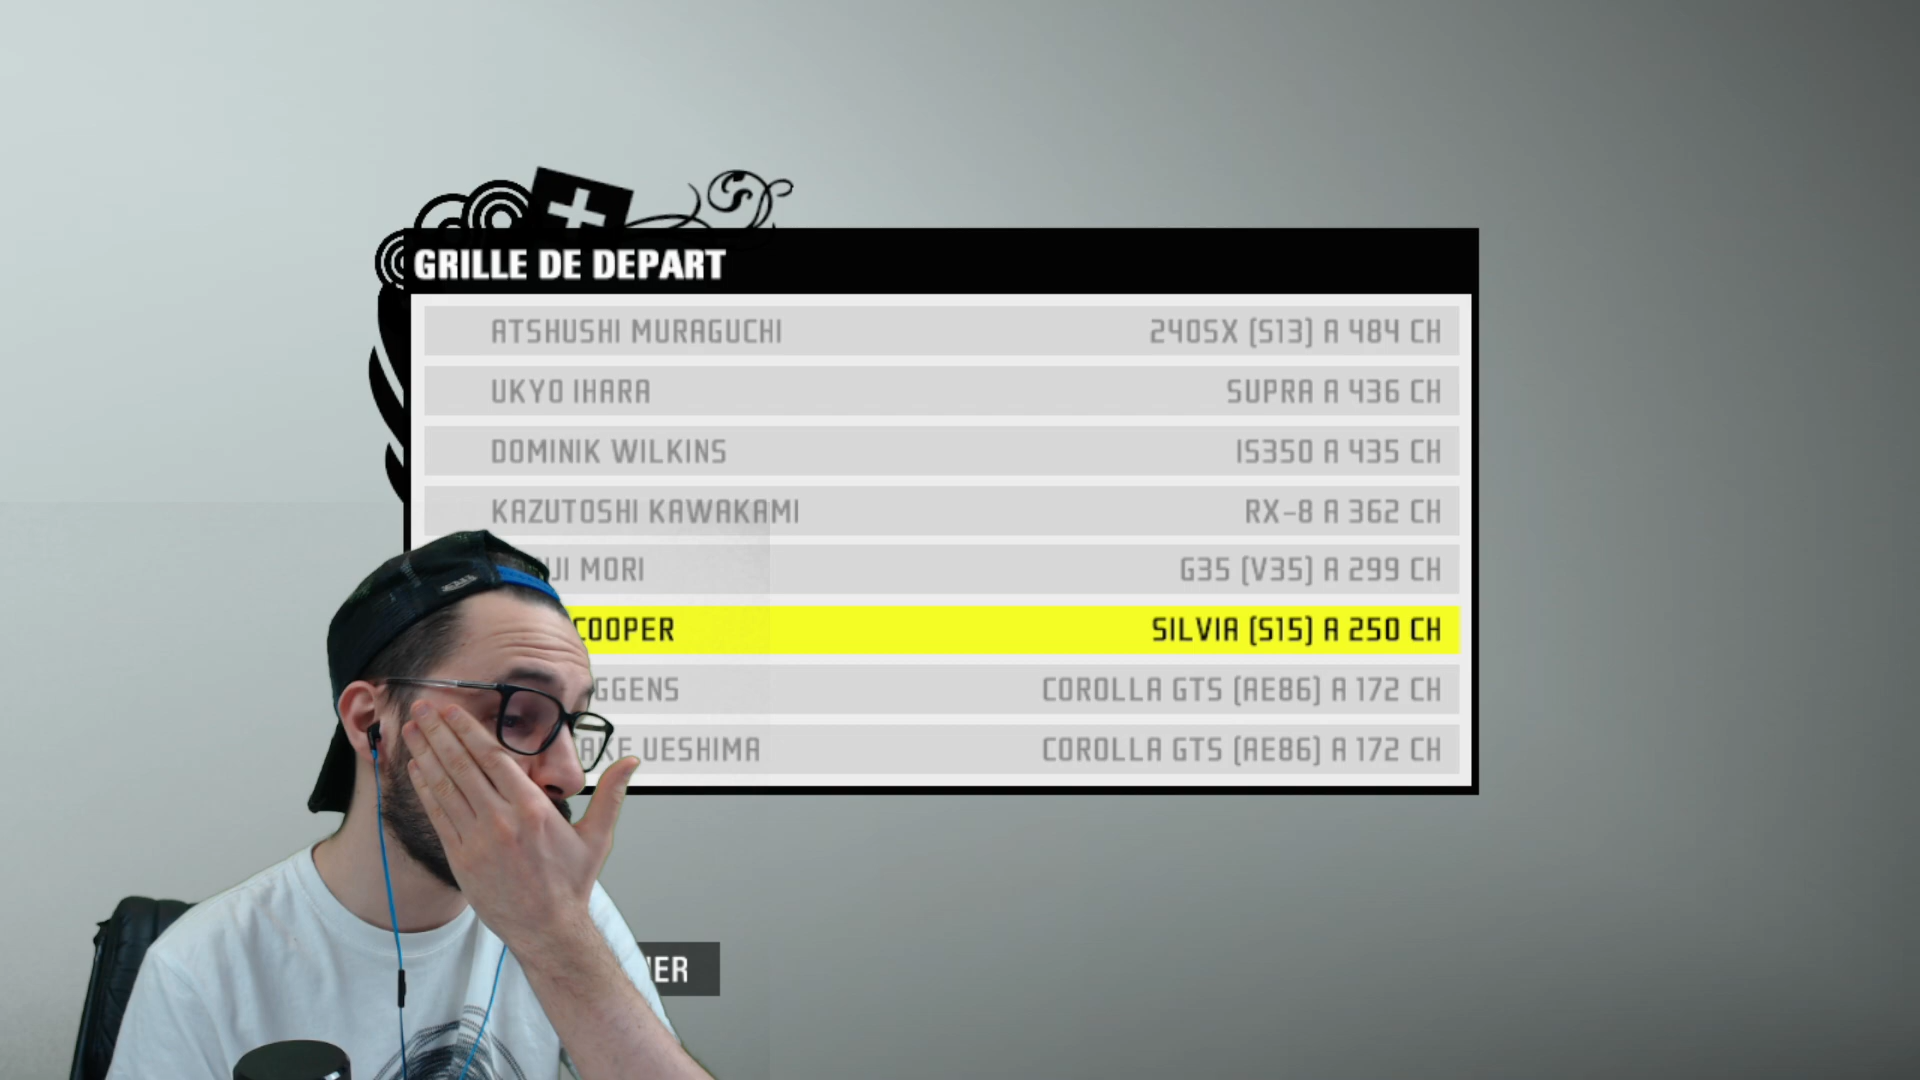 GRILLE DE DEPART
ATSHUSHI MURAGUCHI 240SX (S13) A 484 CH
UKYO IHARA SUPRA A 436 CH
DOMINIK WILKINS IS350 A 435 CH
KAZUTOSHI KAWAKAMI RX-8 A 362 CH
MORI G35 (V35) A 299 CH
COOPER SILVIA (S15) A 250 CH
COROLLA GTS (AE86) A 172 CH
UESHIMA COROLLA GTS (AE86) A 172 CH